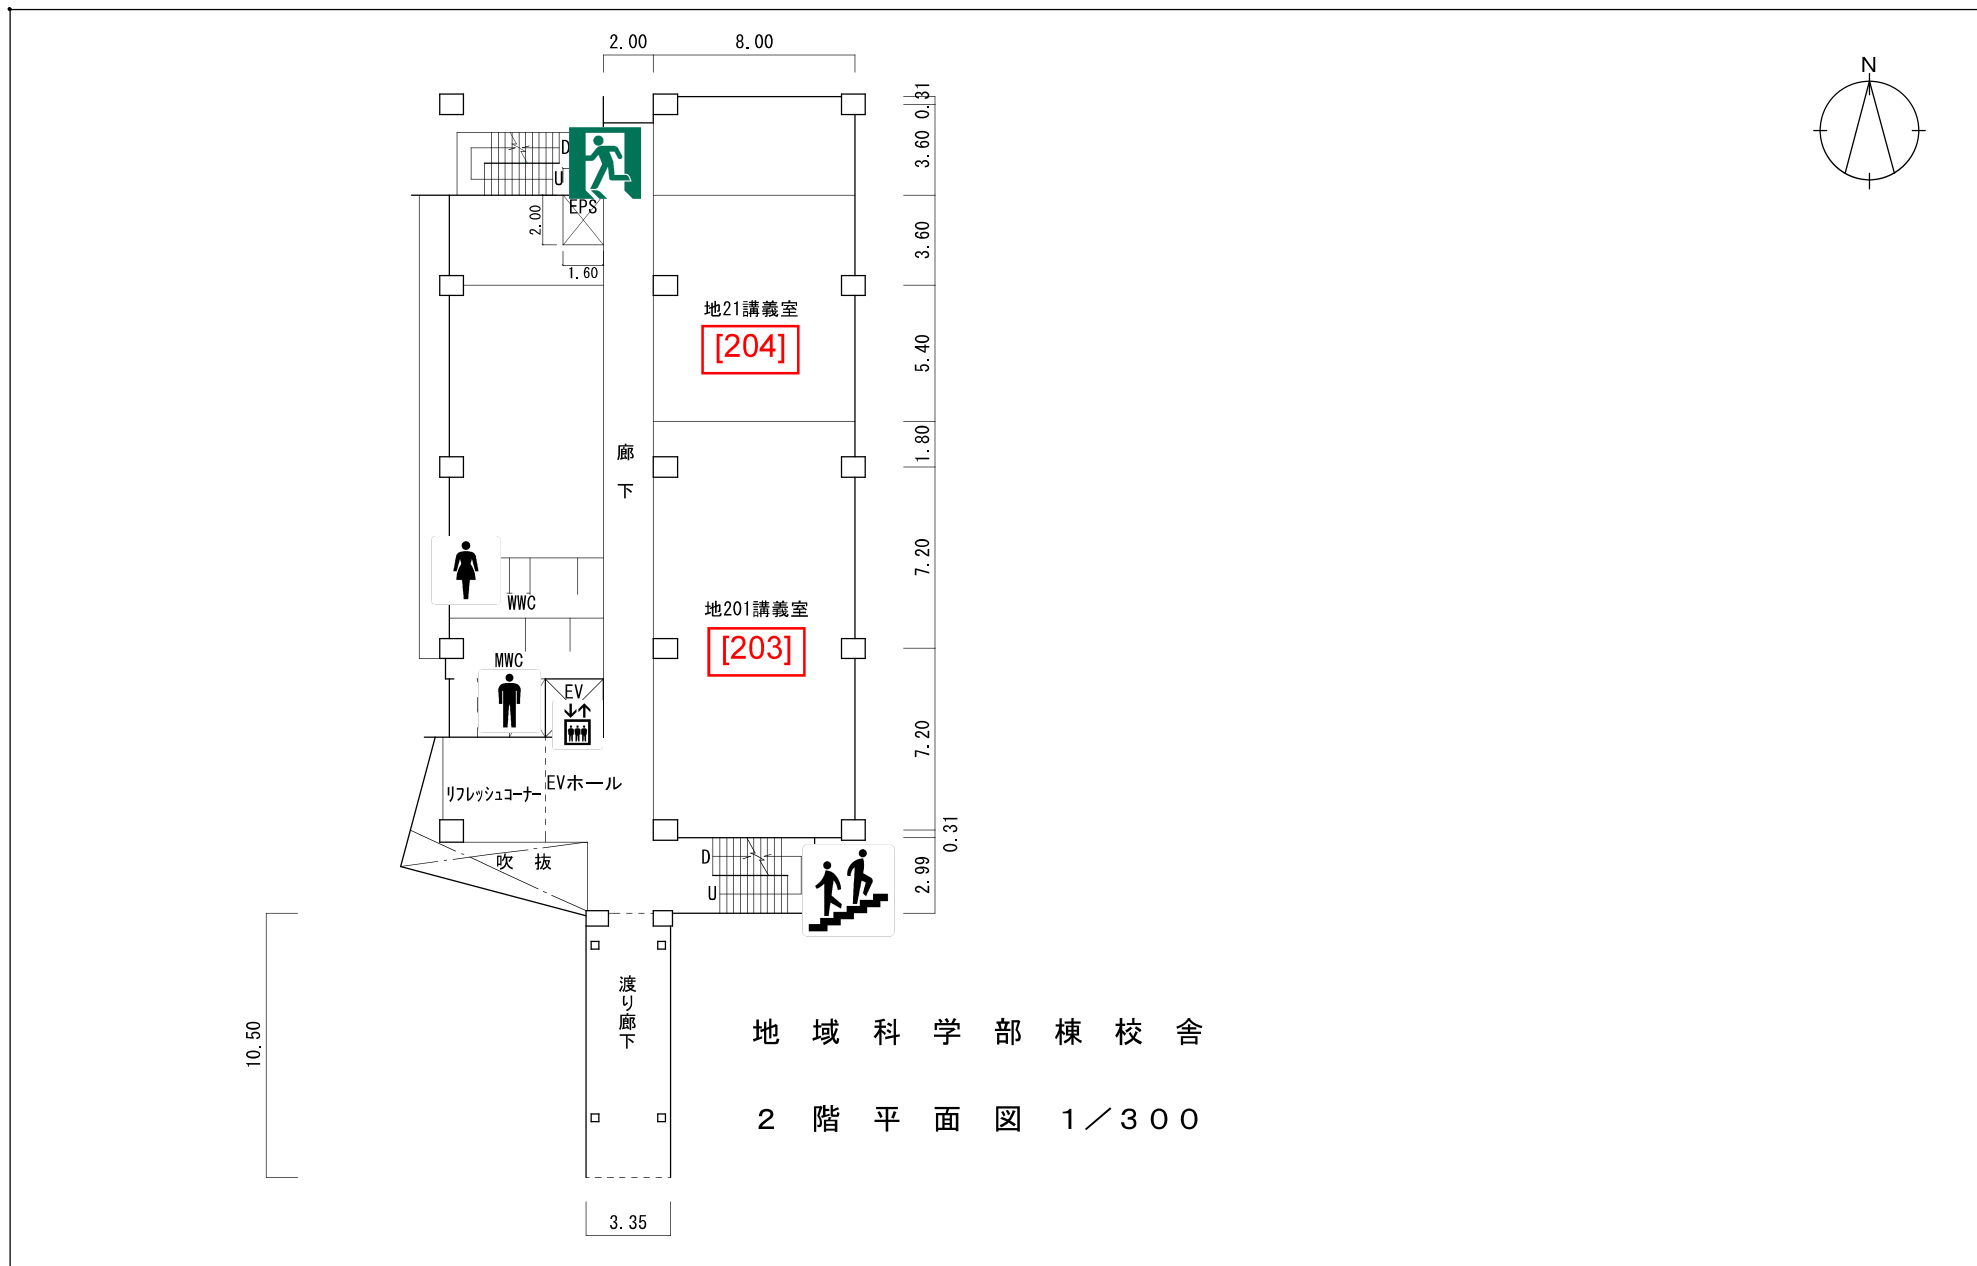 2.00
8.00
N
0.31
3.60
D
U
EPS
2.00
1.60
3.60
地21講義室
[204]
5.40
1.80
廊下
7.20
WWC
地201講義室
[203]
MWC
EV
7.20
リフレッシュコーナー
EVホール
0.31
吹抜
D
U
2.99
渡り廊下
10.50
地域科学部棟校舎
2階平面図 1/300
3.35